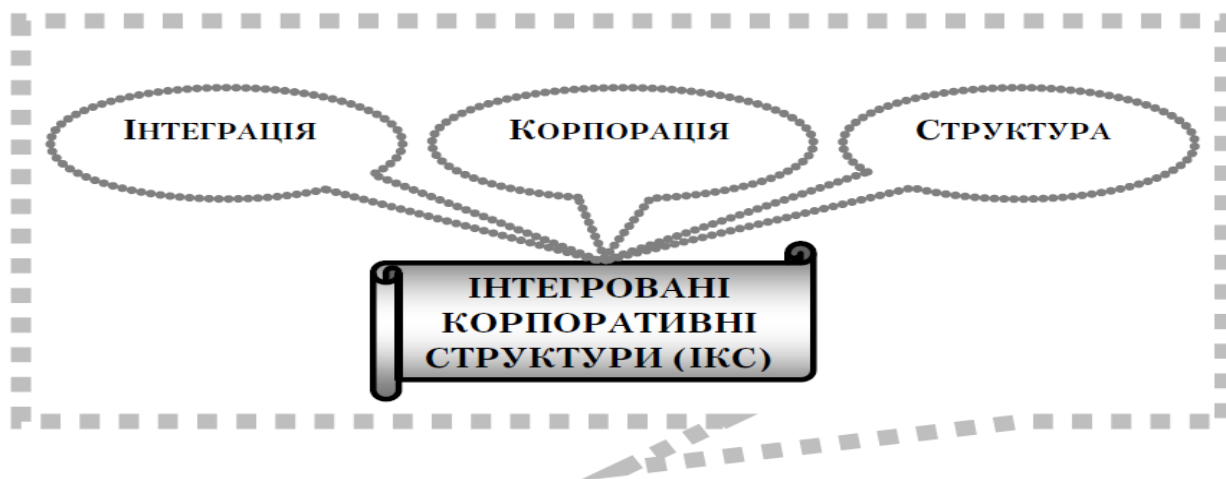 ІНТЕГРАЦІЯ
КОРПОРАЦІЯ
СТРУКТУРА
ІНТЕГРОВАНІ
КОРПОРАТИВНІ
СТРУКТУРИ (ІКС)